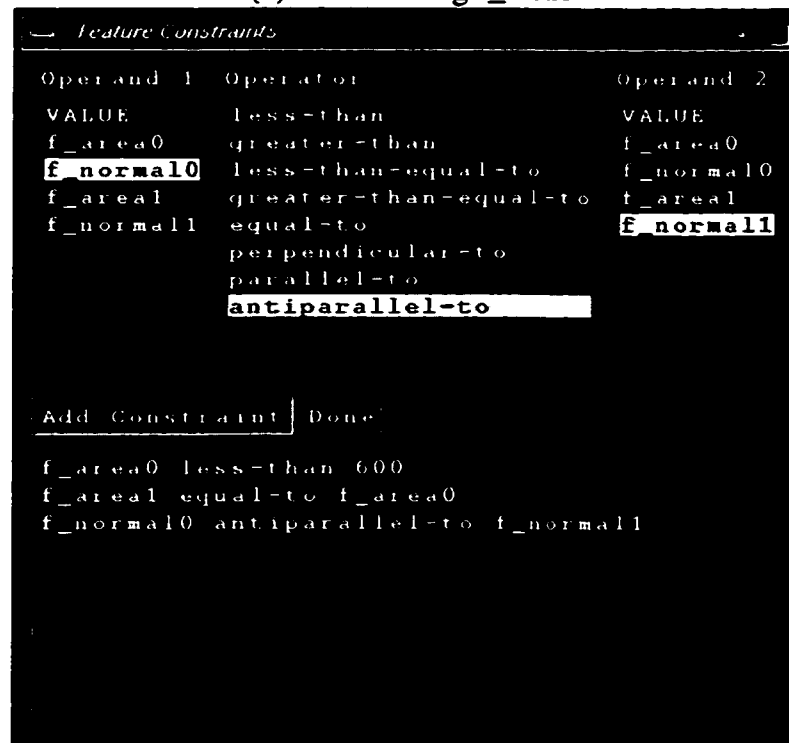 Feature Constraints
Operand 1 Operator Operand 2
VALUE less-than VALUE
f_area0 greater-than f_area0
f_normal0 less-than-equal-to f_normal0
f_area1 greater-than-equal-to f_area1
f_normal1 equal-to f_normal1
perpendicular-to
parallel-to
antiparallel-to
Add Constraint Done
f_area0 less-than 600
f_area1 equal-to f_area0
f_normal0 antiparallel-to f_normal1